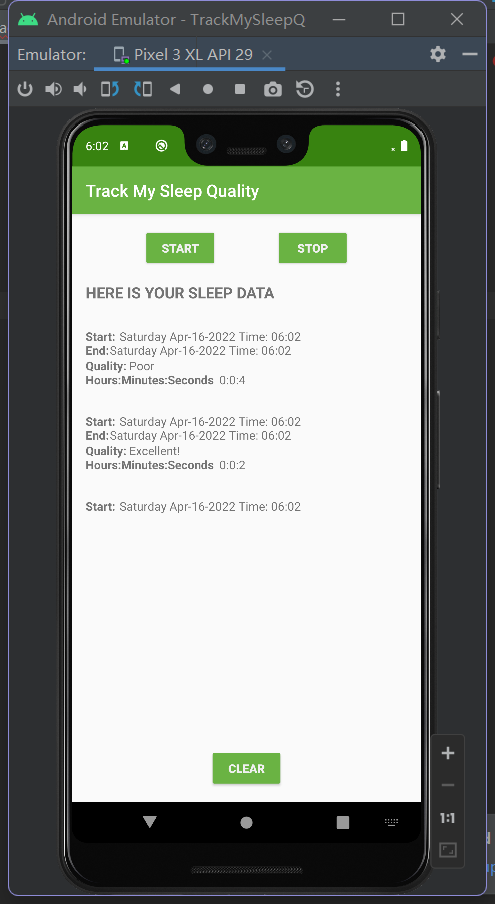 Android Emulator - TrackMySleepQ
Emulator:
Pixel 3 XL API 29
6:02
A
Track My Sleep Quality
START
STOP
HERE IS YOUR SLEEP DATA
Start: Saturday Apr-16-2022 Time: 06:02
End:Saturday Apr-16-2022 Time: 06:02
Quality: Poor
Hours:Minutes:Seconds 0:0:4
Start: Saturday Apr-16-2022 Time: 06:02
End:Saturday Apr-16-2022 Time: 06:02
Quality: Excellent!
Hours:Minutes:Seconds 0:0:2
Start: Saturday Apr-16-2022 Time: 06:02
CLEAR
1:1